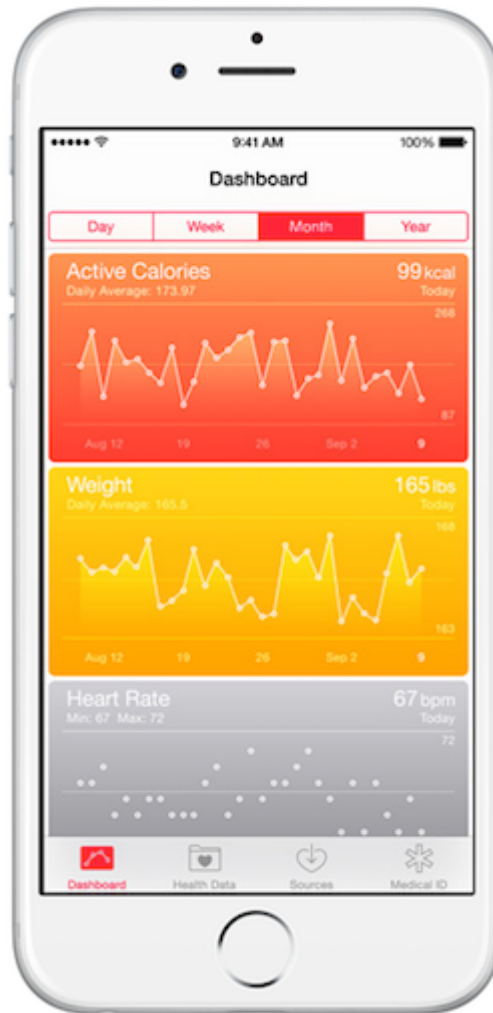 9:41 AM 100%
Dashboard
Day Week Month Year
Active Calories 99 kcal
Daily Average: 173.97 Today
268
87
Aug 12 19 26 Sep 2 9
Weight 165 lbs
Daily Average: 165.5 Today
168
163
Aug 12 19 26 Sep 2 9
Heart Rate 67 bpm
Min: 67 Max: 72 Today
72
Dashboard Health Data Sources Medical ID